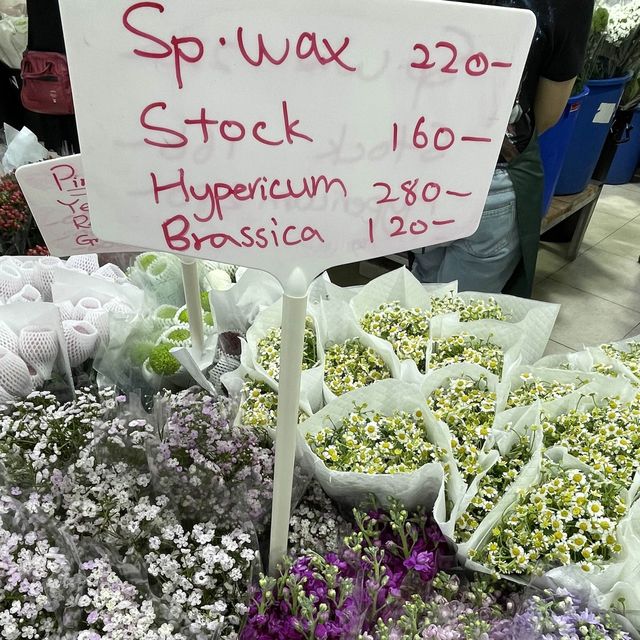 Sp. wax 220-
Stock 160-
Hypericum 280-
Brassica 120-